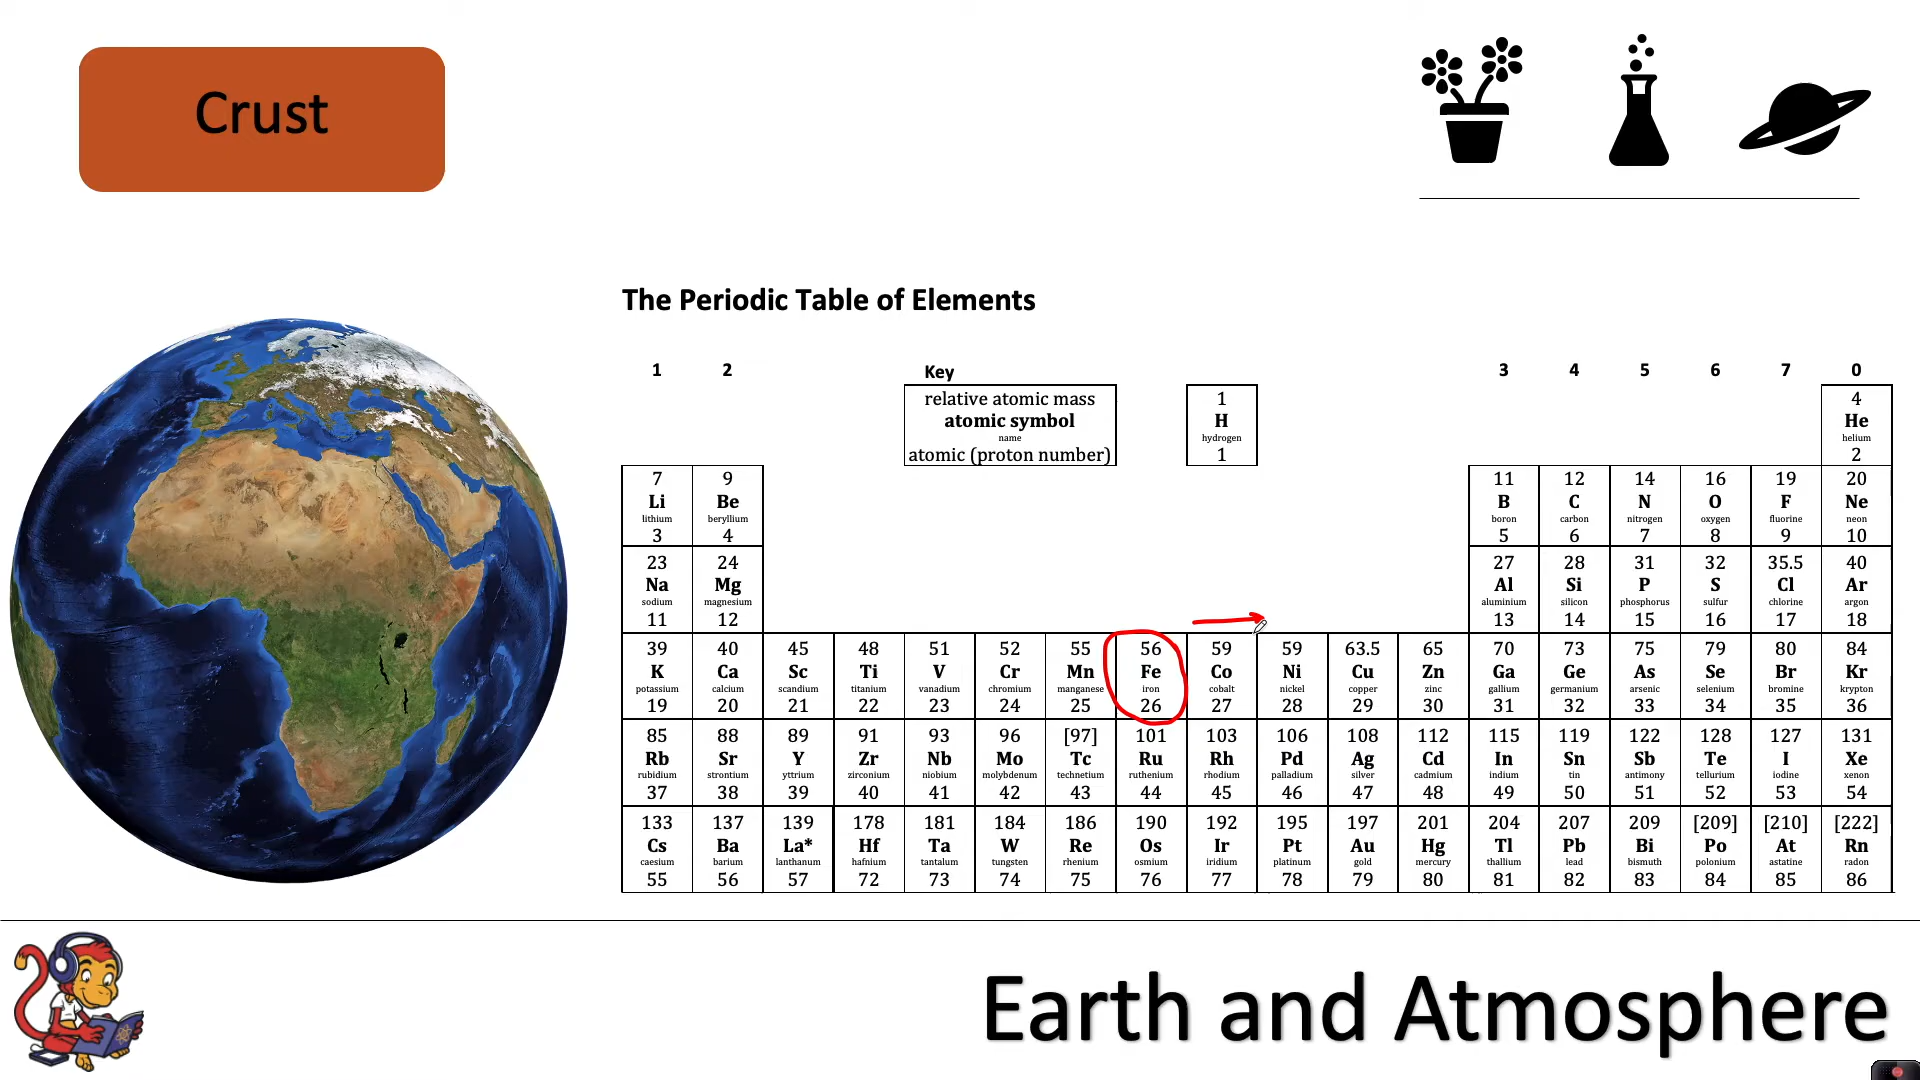 Crust
The Periodic Table of Elements
1 2 Key 3 4 5 6 7 0
relative atomic mass 1 4
atomic symbol H He
name hydrogen helium
atomic (proton number) 1 2
7 9 11 12 14 16 19 20
Li Be B C N O F Ne
lithium beryllium boron carbon nitrogen oxygen fluorine neon
3 4 5 6 7 8 9 10
23 24 27 28 31 32 35.5 40
Na Mg Al Si P S Cl Ar
sodium magnesium aluminium silicon phosphorus sulfur chlorine argon
11 12 13 14 15 16 17 18
39 40 45 48 51 52 55 56 59 59 63.5 65 70 73 75 79 80 84
K Ca Sc Ti V Cr Mn Fe Co Ni Cu Zn Ga Ge As Se Br Kr
potassium calcium scandium titanium vanadium chromium manganese iron cobalt nickel copper zinc gallium germanium arsenic selenium bromine krypton
19 20 21 22 23 24 25 26 27 28 29 30 31 32 33 34 35 36
85 88 89 91 93 96 [97] 101 103 106 108 112 115 119 122 128 127 131
Rb Sr Y Zr Nb Mo Tc Ru Rh Pd Ag Cd In Sn Sb Te I Xe
rubidium strontium yttrium zirconium niobium molybdenum technetium ruthenium rhodium palladium silver cadmium indium tin antimony tellurium iodine xenon
37 38 39 40 41 42 43 44 45 46 47 48 49 50 51 52 53 54
133 137 139 178 181 184 186 190 192 195 197 201 204 207 209 [209] [210] [222]
Cs Ba La* Hf Ta W Re Os Ir Pt Au Hg Tl Pb Bi Po At Rn
caesium barium lanthanum hafnium tantalum tungsten rhenium osmium iridium platinum gold mercury thallium lead bismuth polonium astatine radon
55 56 57 72 73 74 75 76 77 78 79 80 81 82 83 84 85 86
Earth and Atmosphere